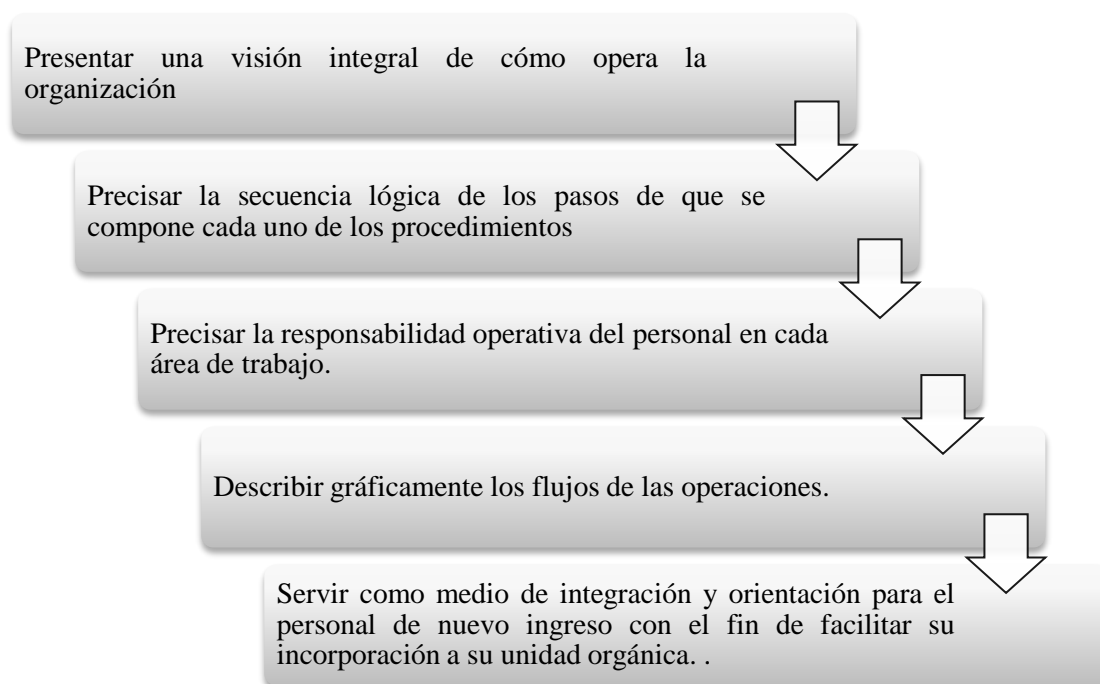 Presentar una visión integral de cómo opera la
organización
Precisar la secuencia lógica de los pasos de que se
compone cada uno de los procedimientos
Precisar la responsabilidad operativa del personal en cada
área de trabajo.
Describir gráficamente los flujos de las operaciones.
Servir como medio de integración y orientación para el
personal de nuevo ingreso con el fin de facilitar su
incorporación a su unidad orgánica. .